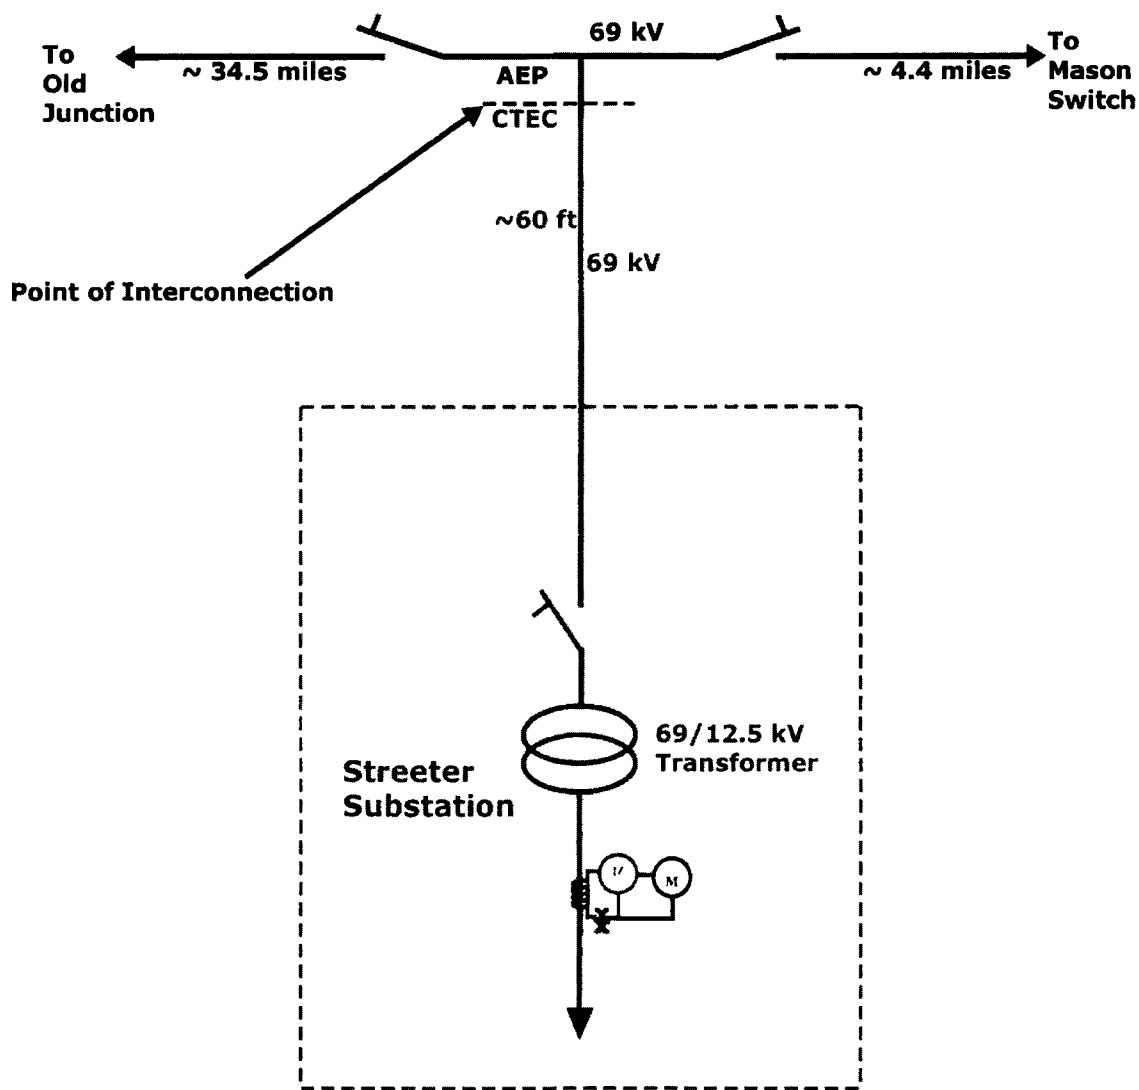 69 kV
To
Old
Junction
~ 34.5 miles
~ 4.4 miles
To
Mason
Switch
AEP
CTEC
~60 ft
69 kV
Point of Interconnection
69/12.5 kV
Transformer
Streeter
Substation
M